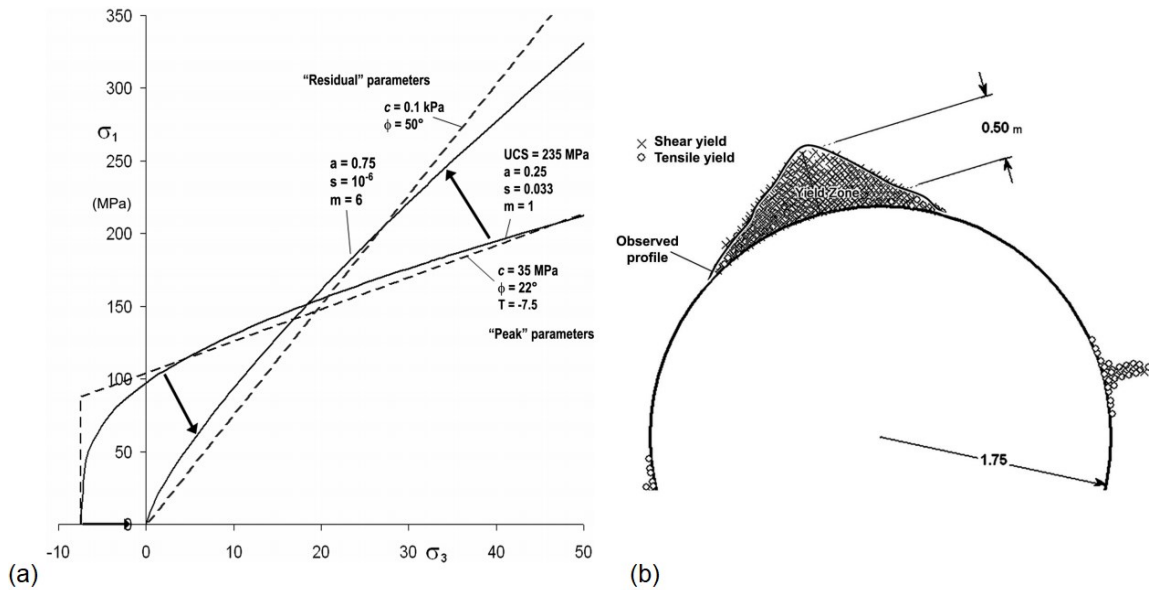 350
300
250
200
150
100
50
0
-10
0
10
20
30
40
50
σ1
(MPa)
σ3
“Residual” parameters
c = 0.1 kPa
ϕ = 50°
a = 0.75
s = 10⁻⁶
m = 6
UCS = 235 MPa
a = 0.25
s = 0.033
m = 1
c = 35 MPa
ϕ = 22°
T = -7.5
“Peak” parameters
(a)
× Shear yield
o Tensile yield
0.50 m
Yield Zone
Observed
profile
1.75
(b)